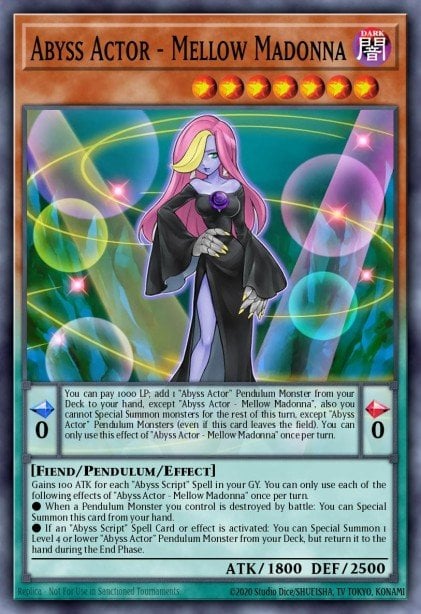 Abyss Actor - Mellow Madonna
DARK
闇
You can pay 1000 LP; add 1 "Abyss Actor" Pendulum Monster from your
Deck to your hand, except "Abyss Actor - Mellow Madonna", also you
cannot Special Summon monsters for the rest of this turn, except "Abyss
Actor" Pendulum Monsters (even if this card leaves the field). You can
only use this effect of "Abyss Actor - Mellow Madonna" once per turn.
0
0
[Fiend/Pendulum/Effect]
Gains 100 ATK for each "Abyss Script" Spell in your GY. You can only use each of the
following effects of "Abyss Actor - Mellow Madonna" once per turn.
● When a Pendulum Monster you control is destroyed by battle: You can Special
Summon this card from your hand.
● If an "Abyss Script" Spell Card or effect is activated: You can Special Summon 1
Level 4 or lower "Abyss Actor" Pendulum Monster from your Deck, but return it to the
hand during the End Phase.
ATK/1800 DEF/2500
Replica - Not For Use in Sanctioned Tournaments
©2020 Studio Dice/SHUEISHA, TV TOKYO, KONAMI